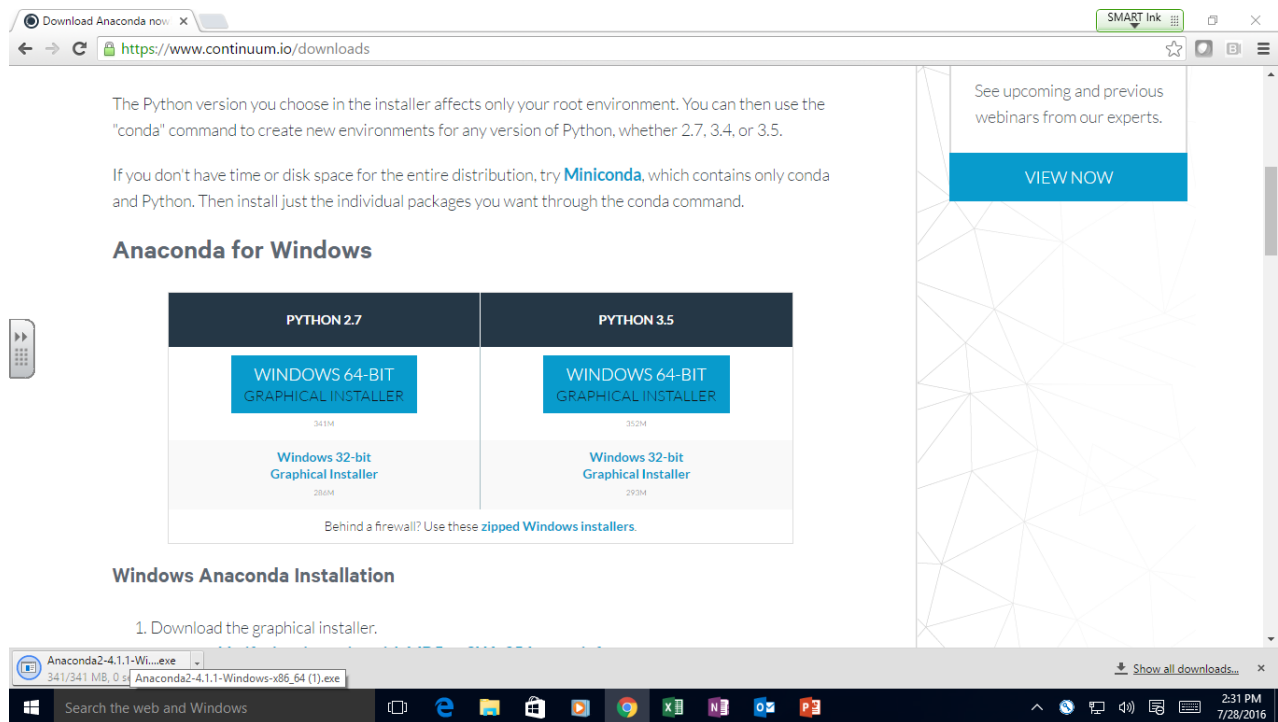 Download Anaconda now
SMART Ink
https://www.continuum.io/downloads
The Python version you choose in the installer affects only your root environment. You can then use the
"conda" command to create new environments for any version of Python, whether 2.7, 3.4, or 3.5.
If you don't have time or disk space for the entire distribution, try Miniconda, which contains only conda
and Python. Then install just the individual packages you want through the conda command.
See upcoming and previous
webinars from our experts.
VIEW NOW
Anaconda for Windows
PYTHON 2.7
PYTHON 3.5
WINDOWS 64-BIT
GRAPHICAL INSTALLER
341M
WINDOWS 64-BIT
GRAPHICAL INSTALLER
352M
Windows 32-bit
Graphical Installer
286M
Windows 32-bit
Graphical Installer
293M
Behind a firewall? Use these zipped Windows installers.
Windows Anaconda Installation
1. Download the graphical installer.
Anaconda2-4.1.1-Wi....exe
341/341 MB, 0 s
Anaconda2-4.1.1-Windows-x86_64 (1).exe
Show all downloads...
Search the web and Windows
2:31 PM
7/28/2016